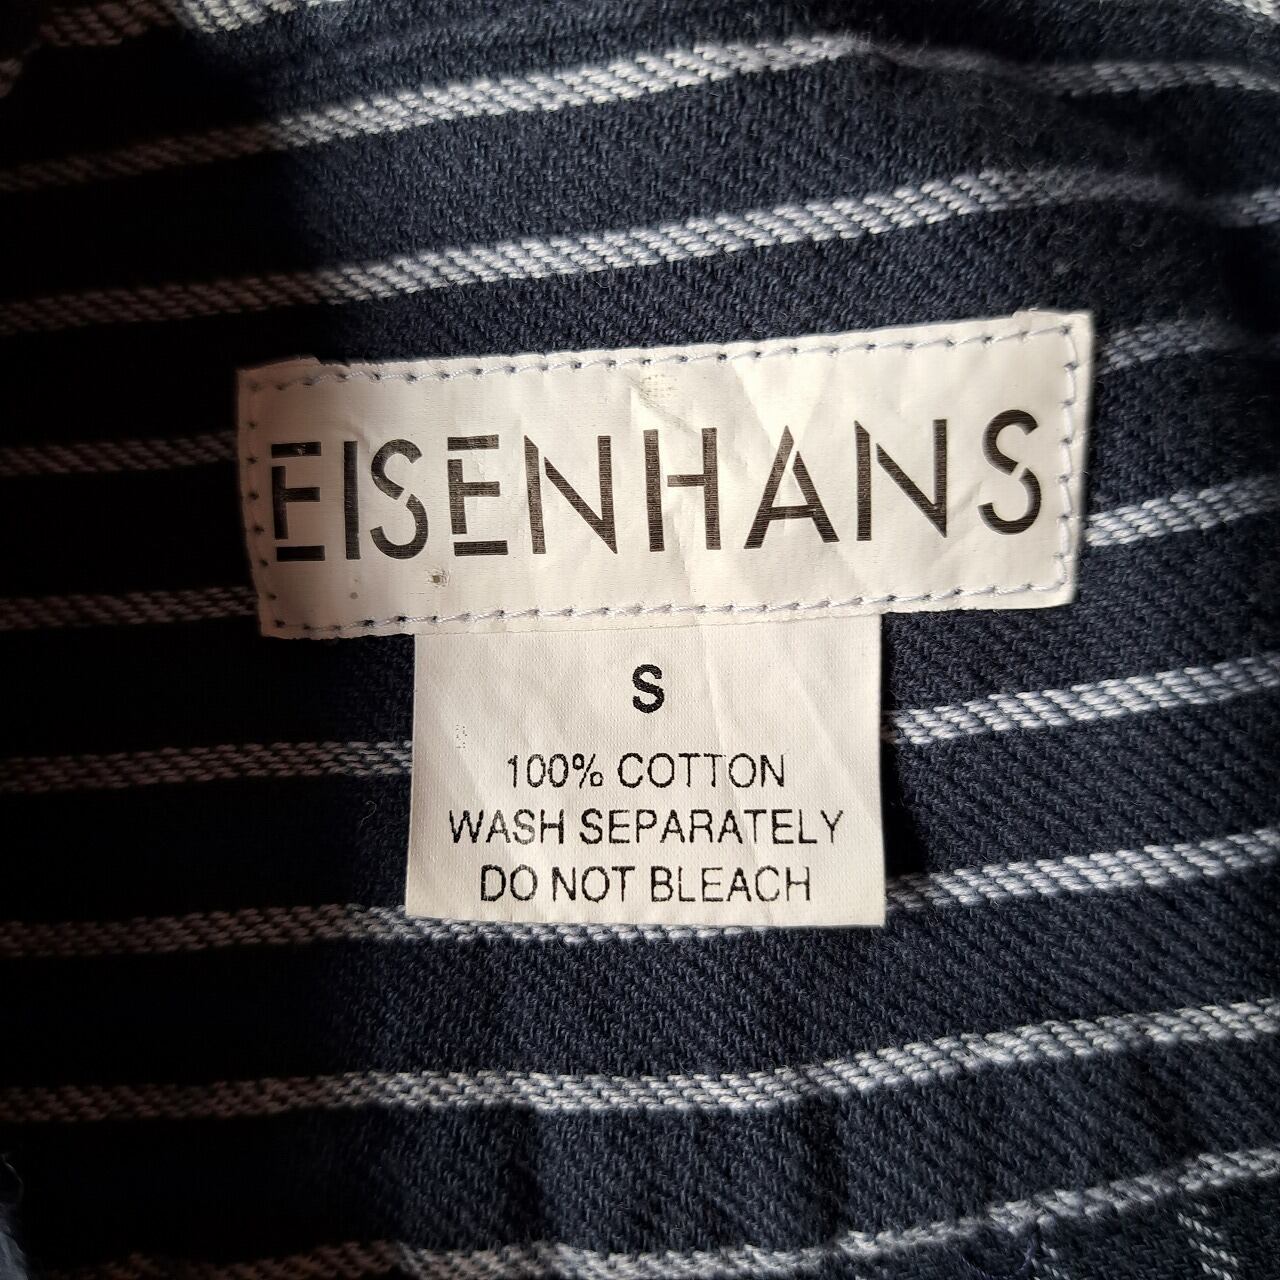 EISENHANS
S
100% COTTON
WASH SEPARATELY
DO NOT BLEACH